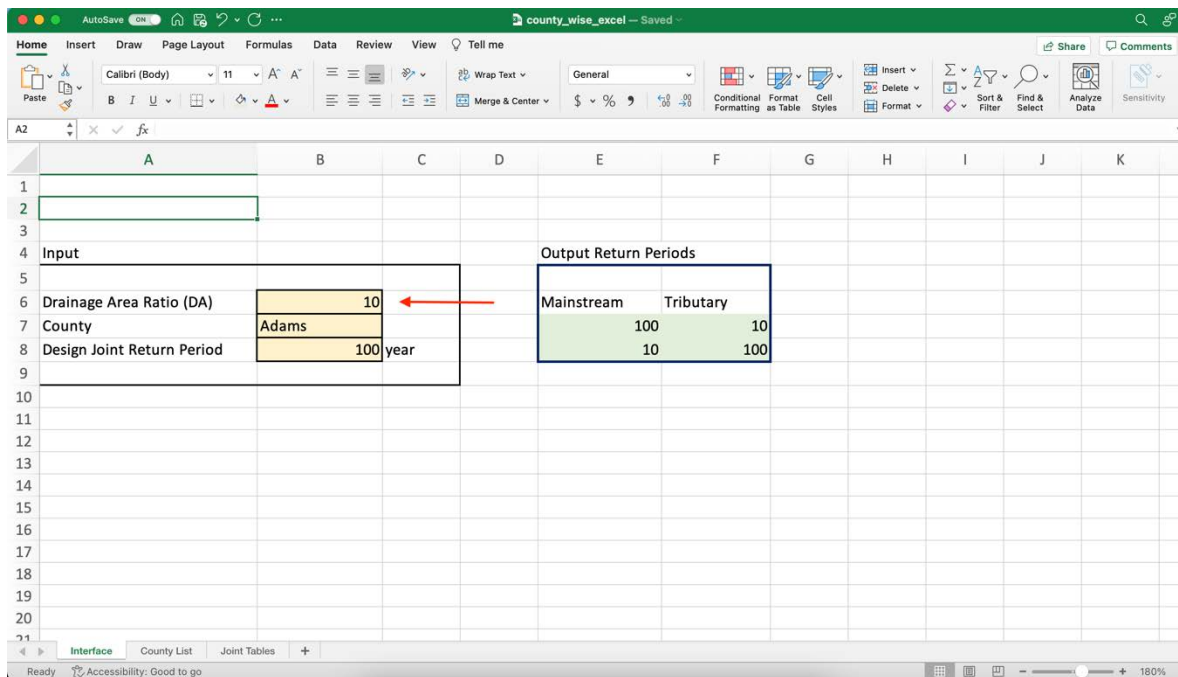 AutoSave ON ... county_wise_excel — Saved
Home Insert Draw Page Layout Formulas Data Review View Tell me Share Comments
Paste Calibri (Body) 11 A^ A˅ Wrap Text General Insert Σ
B I U A Merge & Center $ % 9 Conditional Formatting Format as Table Cell Styles Delete Format Sort & Filter Find & Select Analyze Data Sensitivity
A2 fx
A B C D E F G H I J K
1
2
3
4 Input Output Return Periods
5
6 Drainage Area Ratio (DA) 10 Mainstream Tributary
7 County Adams 100 10
8 Design Joint Return Period 100 year 10 100
9
10
11
12
13
14
15
16
17
18
19
20
21
Interface County List Joint Tables +
Ready Accessibility: Good to go - + 180%